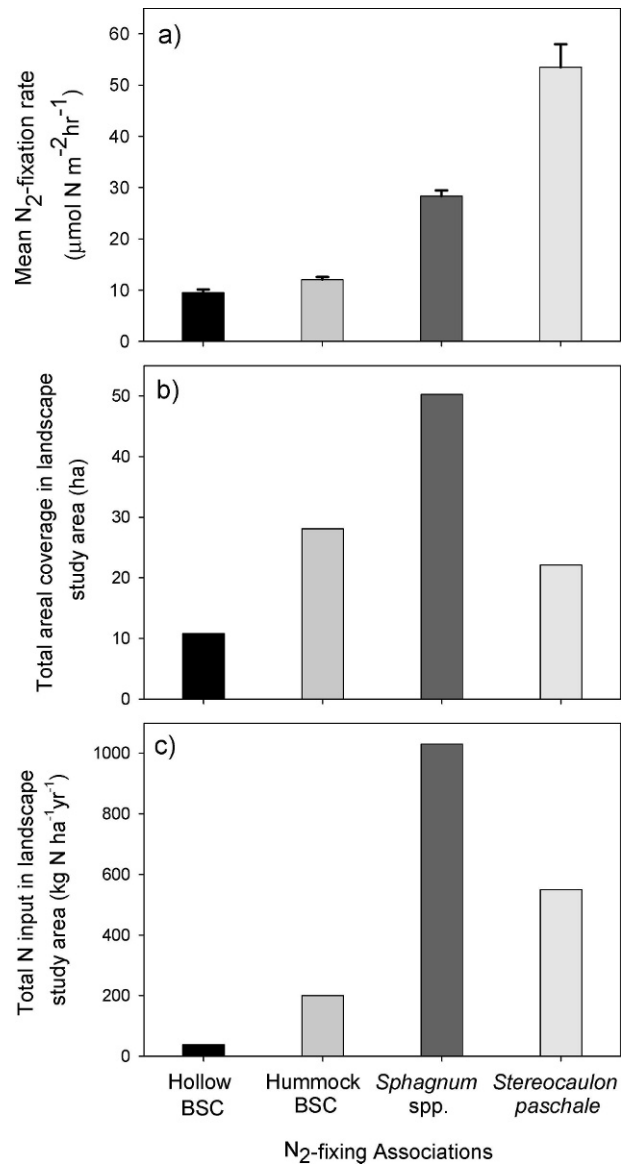 a)
Mean N2-fixation rate
(μmol N m-2hr-1)
60
50
40
30
20
10
0
b)
Total areal coverage in landscape
study area (ha)
50
40
30
20
10
0
c)
Total N input in landscape
study area (kg N ha-1yr-1)
1000
800
600
400
200
0
Hollow
BSC
Hummock
BSC
Sphagnum
spp.
Stereocaulon
paschale
N2-fixing Associations